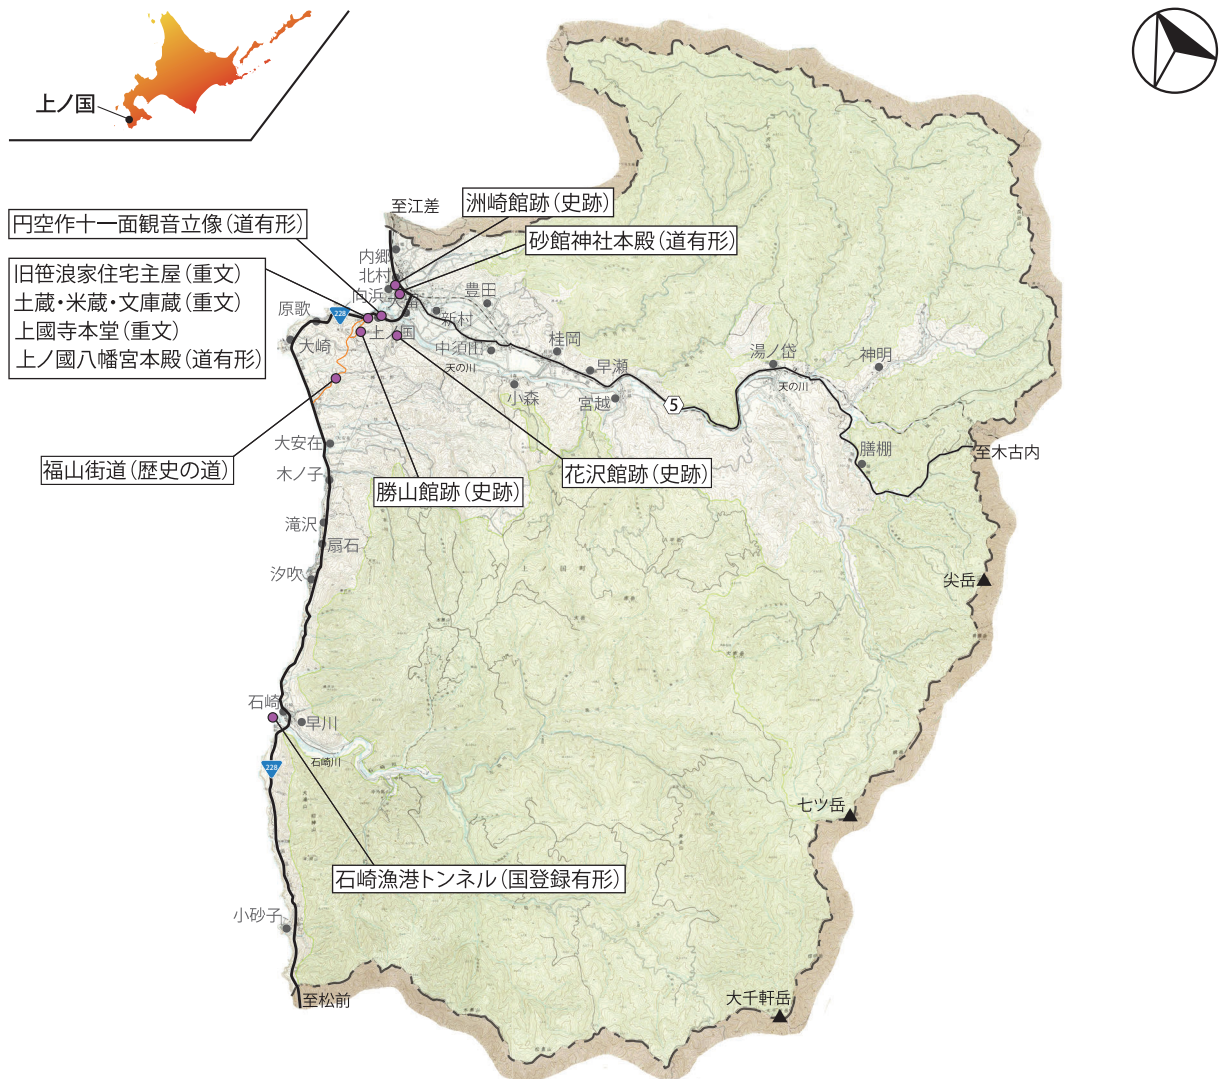 上ノ国
至江差
洲崎館跡（史跡）
円空作十一面観音立像（道有形）
砂館神社本殿（道有形）
内郷
北村
旧笹浪家住宅主屋（重文）
土蔵・米蔵・文庫蔵（重文）
上國寺本堂（重文）
上ノ國八幡宮本殿（道有形）
向浜
豊田
原歌
228
新村
上ノ国
大崎
中須田
桂岡
天の川
早瀬
湯ノ岱
神明
天の川
小森
宮越
5
大安在
福山街道（歴史の道）
木ノ子
勝山館跡（史跡）
花沢館跡（史跡）
膳棚
至木古内
滝沢
扇石
汐吹
上ノ国町
尖岳
石崎
早川
石崎川
228
七ツ岳
石崎漁港トンネル（国登録有形）
小砂子
至松前
大千軒岳